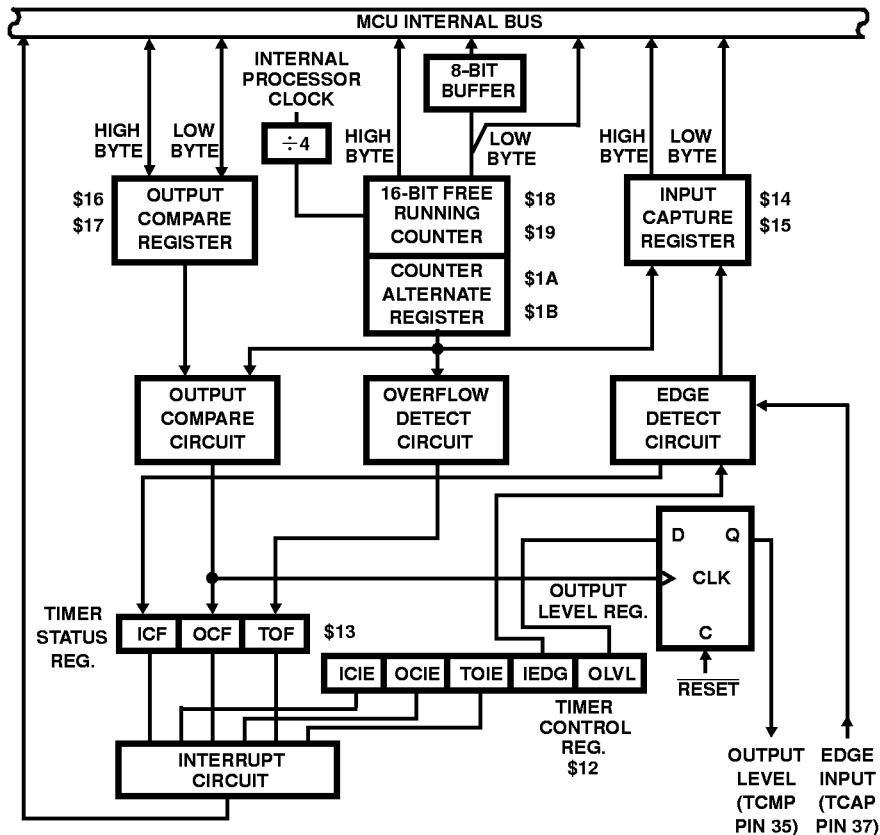 MCU INTERNAL BUS
INTERNAL
PROCESSOR
CLOCK
÷4
8–BIT
BUFFER
HIGH
BYTE
LOW
BYTE
HIGH
BYTE
LOW
BYTE
HIGH
BYTE
LOW
BYTE
$16
$17
OUTPUT
COMPARE
REGISTER
16-BIT FREE
RUNNING
COUNTER
$18
$19
COUNTER
ALTERNATE
REGISTER
$1A
$1B
INPUT
CAPTURE
REGISTER
$14
$15
OUTPUT
COMPARE
CIRCUIT
OVERFLOW
DETECT
CIRCUIT
EDGE
DETECT
CIRCUIT
D Q
CLK
C
OUTPUT
LEVEL REG.
RESET
TIMER
STATUS
REG.
ICF OCF TOF
$13
ICIE OCIE TOIE IEDG OLVL
TIMER
CONTROL
REG.
$12
INTERRUPT
CIRCUIT
OUTPUT
LEVEL
(TCMP
PIN 35)
EDGE
INPUT
(TCAP
PIN 37)